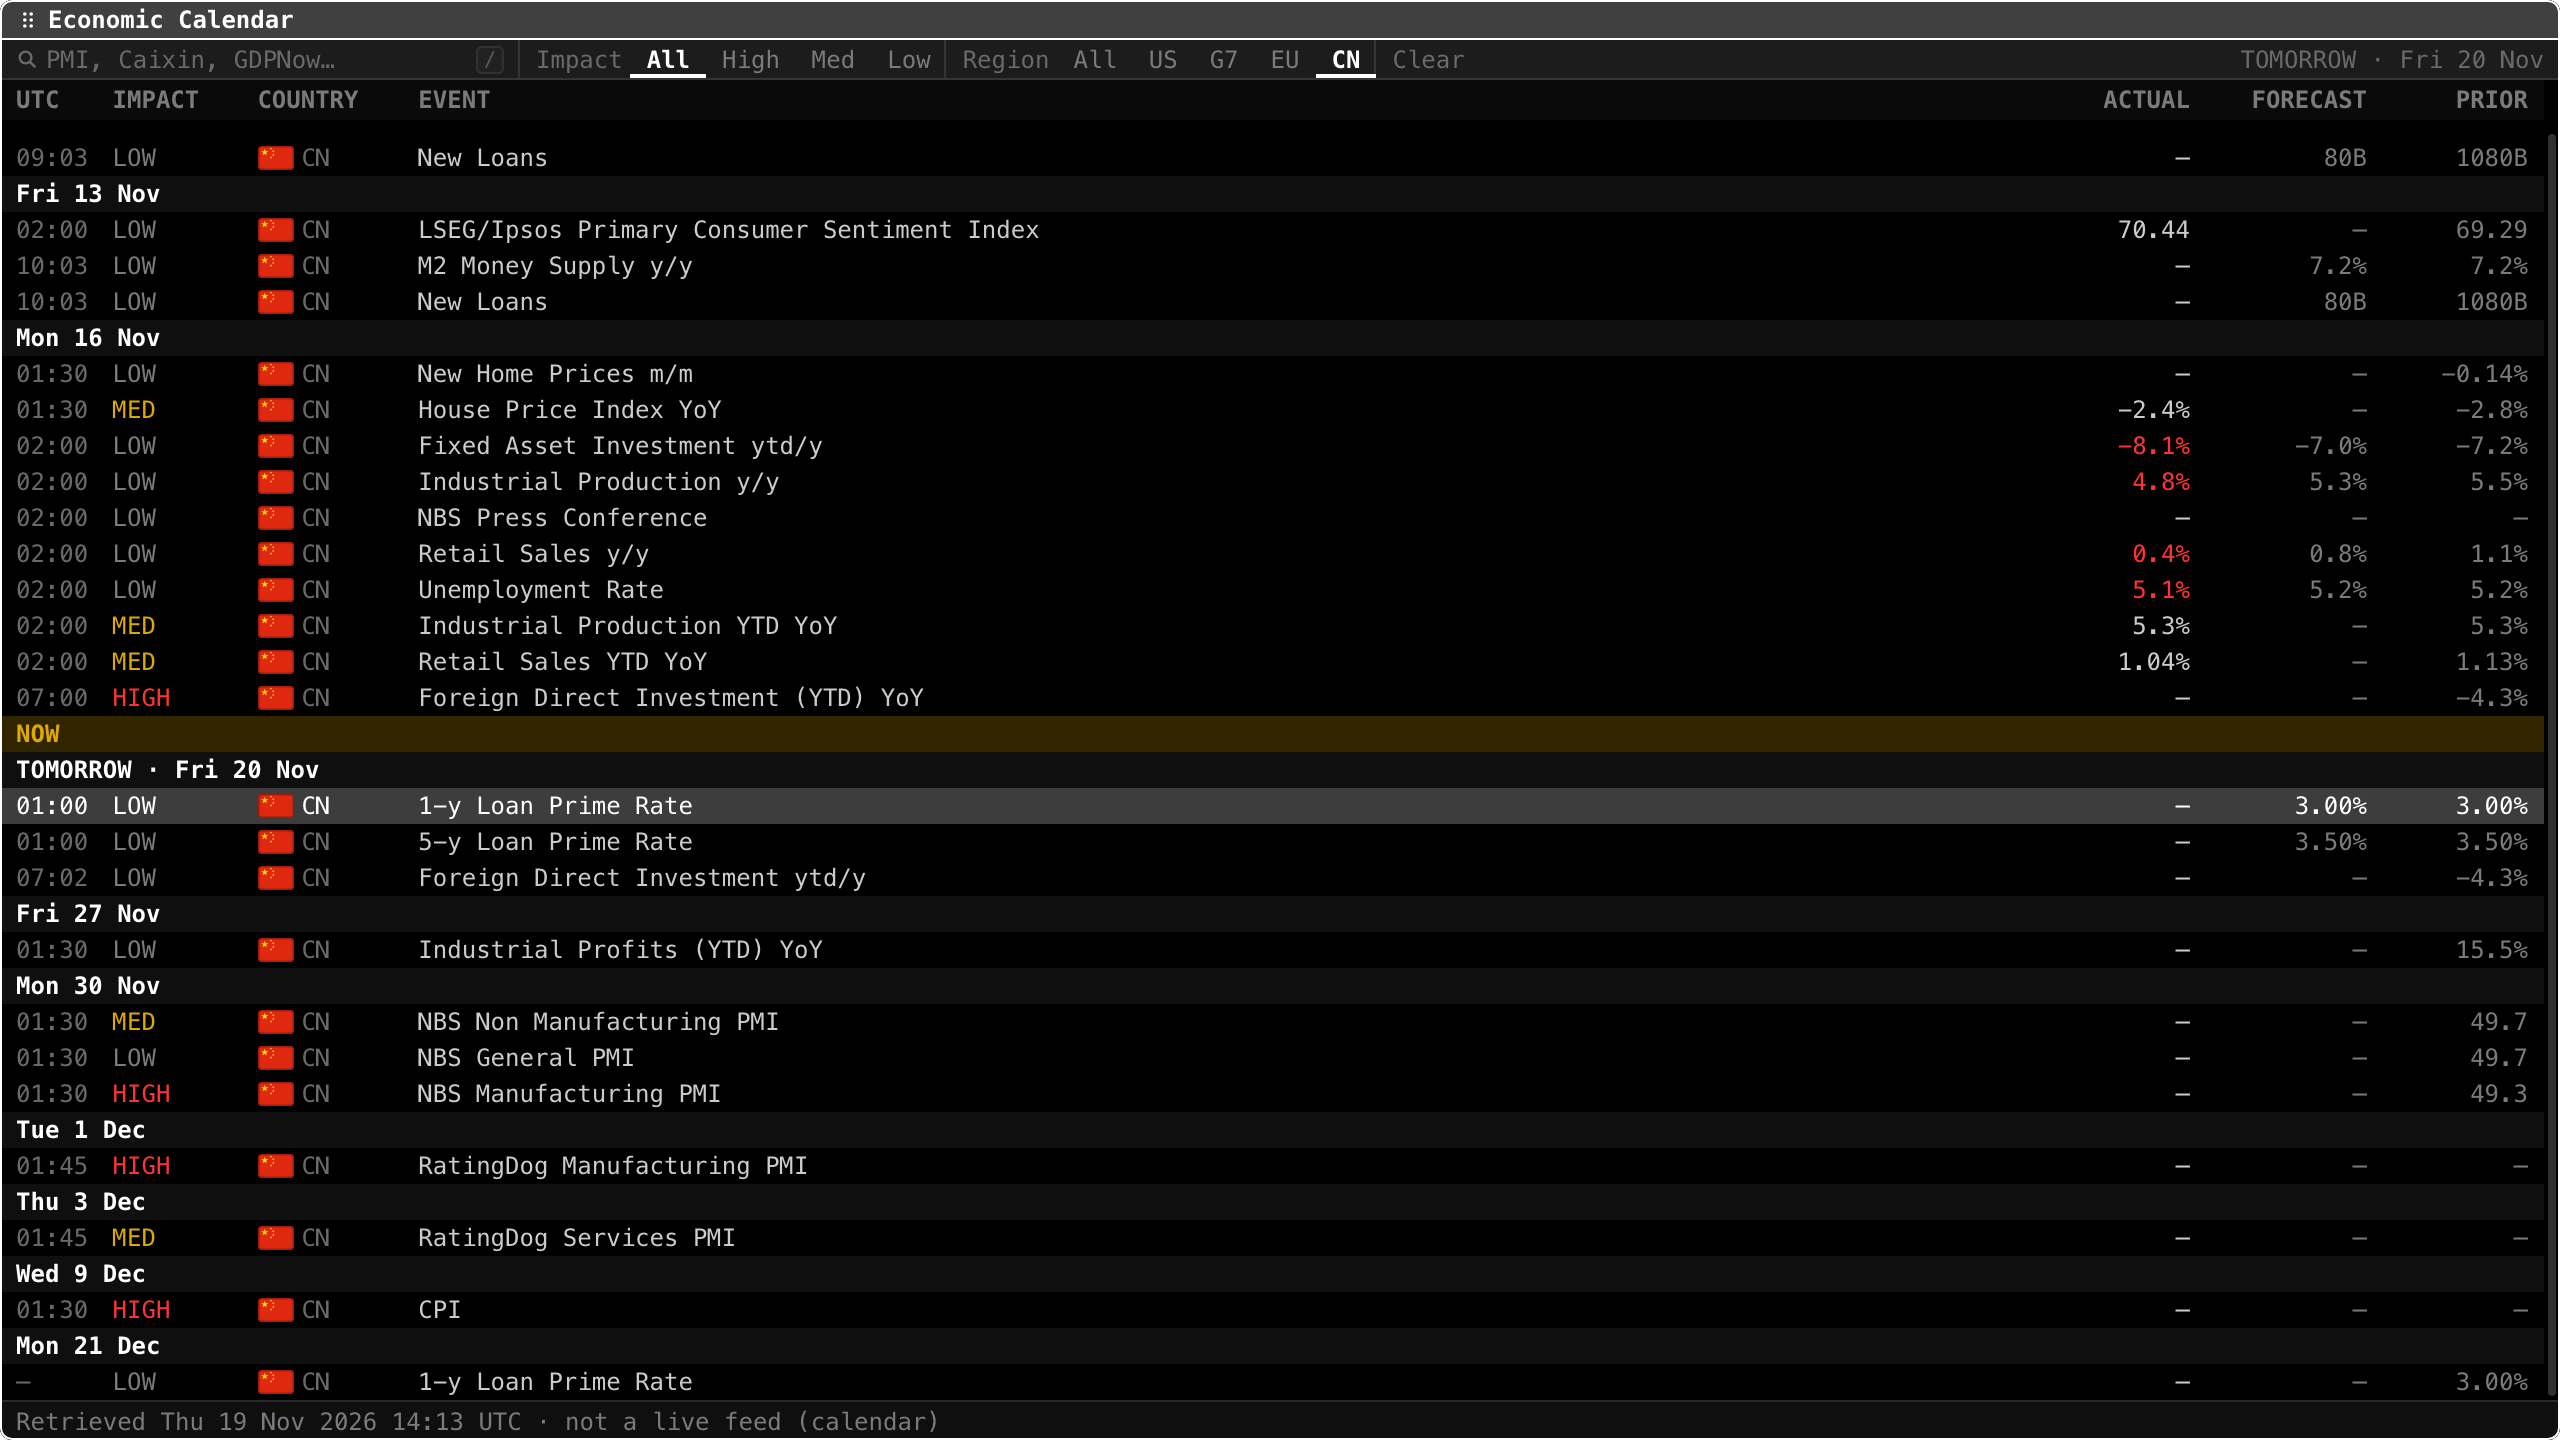 Economic Calendar
PMI, Caixin, GDPNow… / Impact All High Med Low Region All US G7 EU CN Clear TOMORROW · Fri 20 Nov
UTC IMPACT COUNTRY EVENT ACTUAL FORECAST PRIOR
09:03 LOW CN New Loans — 80B 1080B
Fri 13 Nov
02:00 LOW CN LSEG/Ipsos Primary Consumer Sentiment Index 70.44 — 69.29
10:03 LOW CN M2 Money Supply y/y — 7.2% 7.2%
10:03 LOW CN New Loans — 80B 1080B
Mon 16 Nov
01:30 LOW CN New Home Prices m/m — — −0.14%
01:30 MED CN House Price Index YoY −2.4% — −2.8%
02:00 LOW CN Fixed Asset Investment ytd/y −8.1% −7.0% −7.2%
02:00 LOW CN Industrial Production y/y 4.8% 5.3% 5.5%
02:00 LOW CN NBS Press Conference — — —
02:00 LOW CN Retail Sales y/y 0.4% 0.8% 1.1%
02:00 LOW CN Unemployment Rate 5.1% 5.2% 5.2%
02:00 MED CN Industrial Production YTD YoY 5.3% — 5.3%
02:00 MED CN Retail Sales YTD YoY 1.04% — 1.13%
07:00 HIGH CN Foreign Direct Investment (YTD) YoY — — −4.3%
NOW
TOMORROW · Fri 20 Nov
01:00 LOW CN 1−y Loan Prime Rate — 3.00% 3.00%
01:00 LOW CN 5−y Loan Prime Rate — 3.50% 3.50%
07:02 LOW CN Foreign Direct Investment ytd/y — — −4.3%
Fri 27 Nov
01:30 LOW CN Industrial Profits (YTD) YoY — — 15.5%
Mon 30 Nov
01:30 MED CN NBS Non Manufacturing PMI — — 49.7
01:30 LOW CN NBS General PMI — — 49.7
01:30 HIGH CN NBS Manufacturing PMI — — 49.3
Tue 1 Dec
01:45 HIGH CN RatingDog Manufacturing PMI — — —
Thu 3 Dec
01:45 MED CN RatingDog Services PMI — — —
Wed 9 Dec
01:30 HIGH CN CPI — — —
Mon 21 Dec
— LOW CN 1−y Loan Prime Rate — — 3.00%
Retrieved Thu 19 Nov 2026 14:13 UTC · not a live feed (calendar)